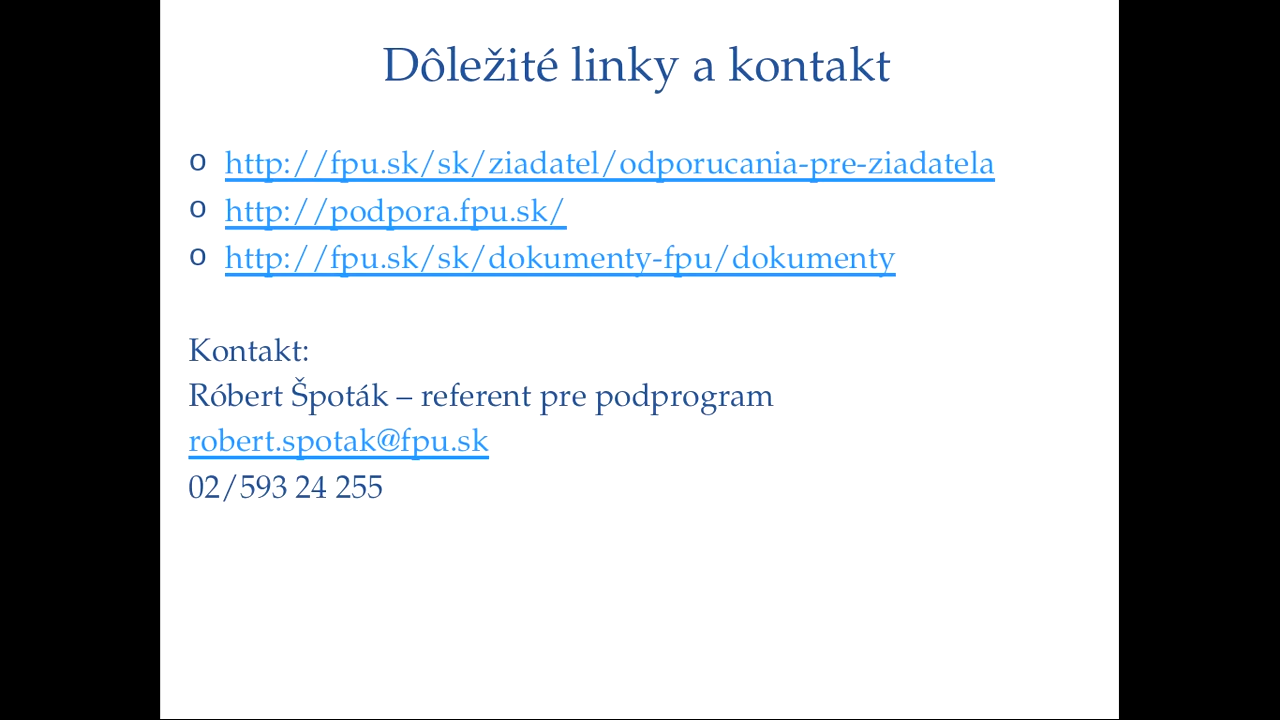 Dôležité linky a kontakt
o http://fpu.sk/sk/ziadatel/odporucania-pre-ziadatela
o http://podpora.fpu.sk/
o http://fpu.sk/sk/dokumenty-fpu/dokumenty
Kontakt:
Róbert Špoták – referent pre podprogram
robert.spotak@fpu.sk
02/593 24 255